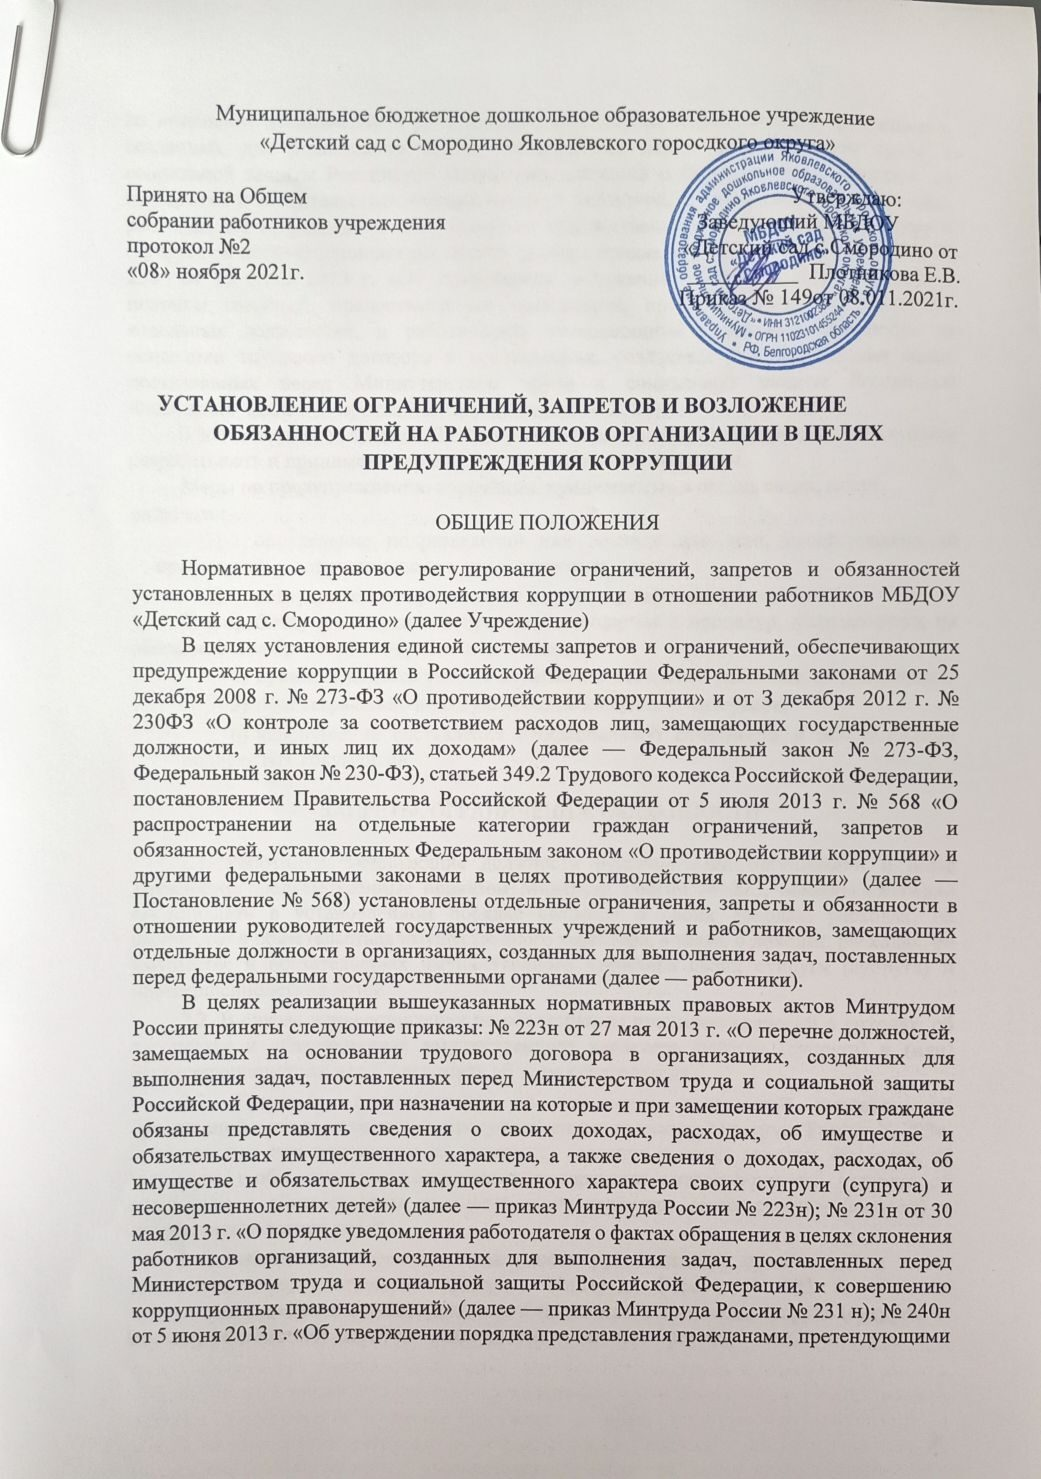 Муниципальное бюджетное дошкольное образовательное учреждение
«Детский сад с Смородино Яковлевского горосдкого округа»
Принято на Общем
собрании работников учреждения
протокол №2
«08» ноября 2021г.
Утверждаю:
Заведующий МБДОУ
«Детский сад с. Смородино от
Плотникова Е.В.
Приказ № 149от 08.011.2021г.
МБДОУ
«Детский сад
с.Смородино»
УСТАНОВЛЕНИЕ ОГРАНИЧЕНИЙ, ЗАПРЕТОВ И ВОЗЛОЖЕНИЕ
ОБЯЗАННОСТЕЙ НА РАБОТНИКОВ ОРГАНИЗАЦИИ В ЦЕЛЯХ
ПРЕДУПРЕЖДЕНИЯ КОРРУПЦИИ
ОБЩИЕ ПОЛОЖЕНИЯ
Нормативное правовое регулирование ограничений, запретов и обязанностей
установленных в целях противодействия коррупции в отношении работников МБДОУ
«Детский сад с. Смородино» (далее Учреждение)
В целях установления единой системы запретов и ограничений, обеспечивающих
предупреждение коррупции в Российской Федерации Федеральными законами от 25
декабря 2008 г. № 273-ФЗ «О противодействии коррупции» и от 3 декабря 2012 г. №
230ФЗ «О контроле за соответствием расходов лиц, замещающих государственные
должности, и иных лиц их доходам» (далее — Федеральный закон № 273-ФЗ,
Федеральный закон № 230-ФЗ), статьей 349.2 Трудового кодекса Российской Федерации,
постановлением Правительства Российской Федерации от 5 июля 2013 г. № 568 «О
распространении на отдельные категории граждан ограничений, запретов и
обязанностей, установленных Федеральным законом «О противодействии коррупции» и
другими федеральными законами в целях противодействия коррупции» (далее —
Постановление № 568) установлены отдельные ограничения, запреты и обязанности в
отношении руководителей государственных учреждений и работников, замещающих
отдельные должности в организациях, созданных для выполнения задач, поставленных
перед федеральными государственными органами (далее — работники).
В целях реализации вышеуказанных нормативных правовых актов Минтрудом
России приняты следующие приказы: № 223н от 27 мая 2013 г. «О перечне должностей,
замещаемых на основании трудового договора в организациях, созданных для
выполнения задач, поставленных перед Министерством труда и социальной защиты
Российской Федерации, при назначении на которые и при замещении которых граждане
обязаны представлять сведения о своих доходах, расходах, об имуществе и
обязательствах имущественного характера, а также сведения о доходах, расходах, об
имуществе и обязательствах имущественного характера своих супруги (супруга) и
несовершеннолетних детей» (далее — приказ Минтруда России № 223н); № 231н от 30
мая 2013 г. «О порядке уведомления работодателя о фактах обращения в целях склонения
работников организаций, созданных для выполнения задач, поставленных перед
Министерством труда и социальной защиты Российской Федерации, к совершению
коррупционных правонарушений» (далее — приказ Минтруда России № 231 н); № 240н
от 5 июня 2013 г. «Об утверждении порядка представления гражданами, претендующими